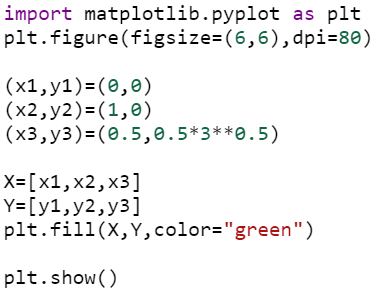 import matplotlib.pyplot as plt
plt.figure(figsize=(6,6),dpi=80)
(x1,y1)=(0,0)
(x2,y2)=(1,0)
(x3,y3)=(0.5,0.5*3**0.5)
X=[x1,x2,x3]
Y=[y1,y2,y3]
plt.fill(X,Y,color="green")
plt.show()